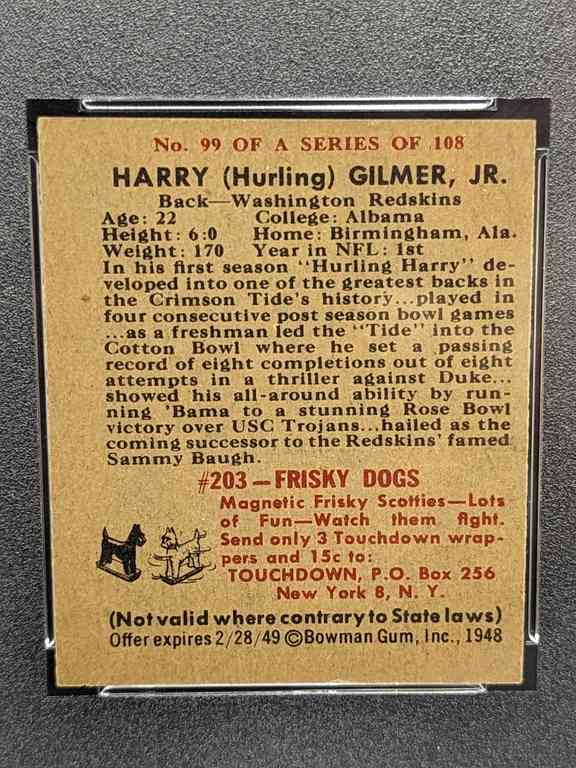 No. 99 OF A SERIES OF 108
HARRY (Hurling) GILMER, JR.
Back—Washington Redskins
Age: 22 College: Albama
Height: 6:0 Home: Birmingham, Ala.
Weight: 170 Year in NFL: 1st
In his first season "Hurling Harry" de-
veloped into one of the greatest backs in
the Crimson Tide's history...played in
four consecutive post season bowl games
...as a freshman led the "Tide" into the
Cotton Bowl where he set a passing
record of eight completions out of eight
attempts in a thriller against Duke...
showed his all-around ability by run-
ning 'Bama to a stunning Rose Bowl
victory over USC Trojans...hailed as the
coming successor to the Redskins' famed
Sammy Baugh.
#203—FRISKY DOGS
Magnetic Frisky Scotties—Lots
of Fun—Watch them fight.
Send only 3 Touchdown wrap-
pers and 15c to:
TOUCHDOWN, P.O. Box 256
New York 8, N. Y.
(Not valid where contrary to State laws)
Offer expires 2/28/49 ©Bowman Gum, Inc., 1948